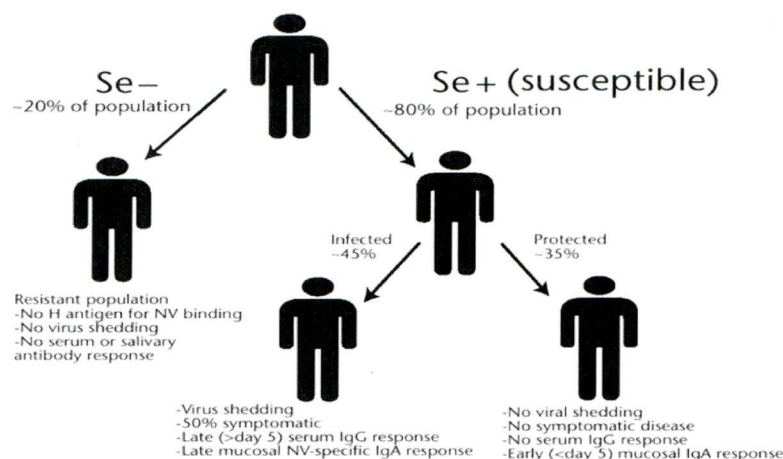 Se−
~20% of population
Se+ (susceptible)
~80% of population
Infected
~45%
Protected
~35%
Resistant population
-No H antigen for NV binding
-No virus shedding
-No serum or salivary
antibody response
-Virus shedding
-50% symptomatic
-Late (>day 5) serum IgG response
-Late mucosal NV-specific IgA response
-No viral shedding
-No symptomatic disease
-No serum IgG response
-Early (<day 5) mucosal IgA response